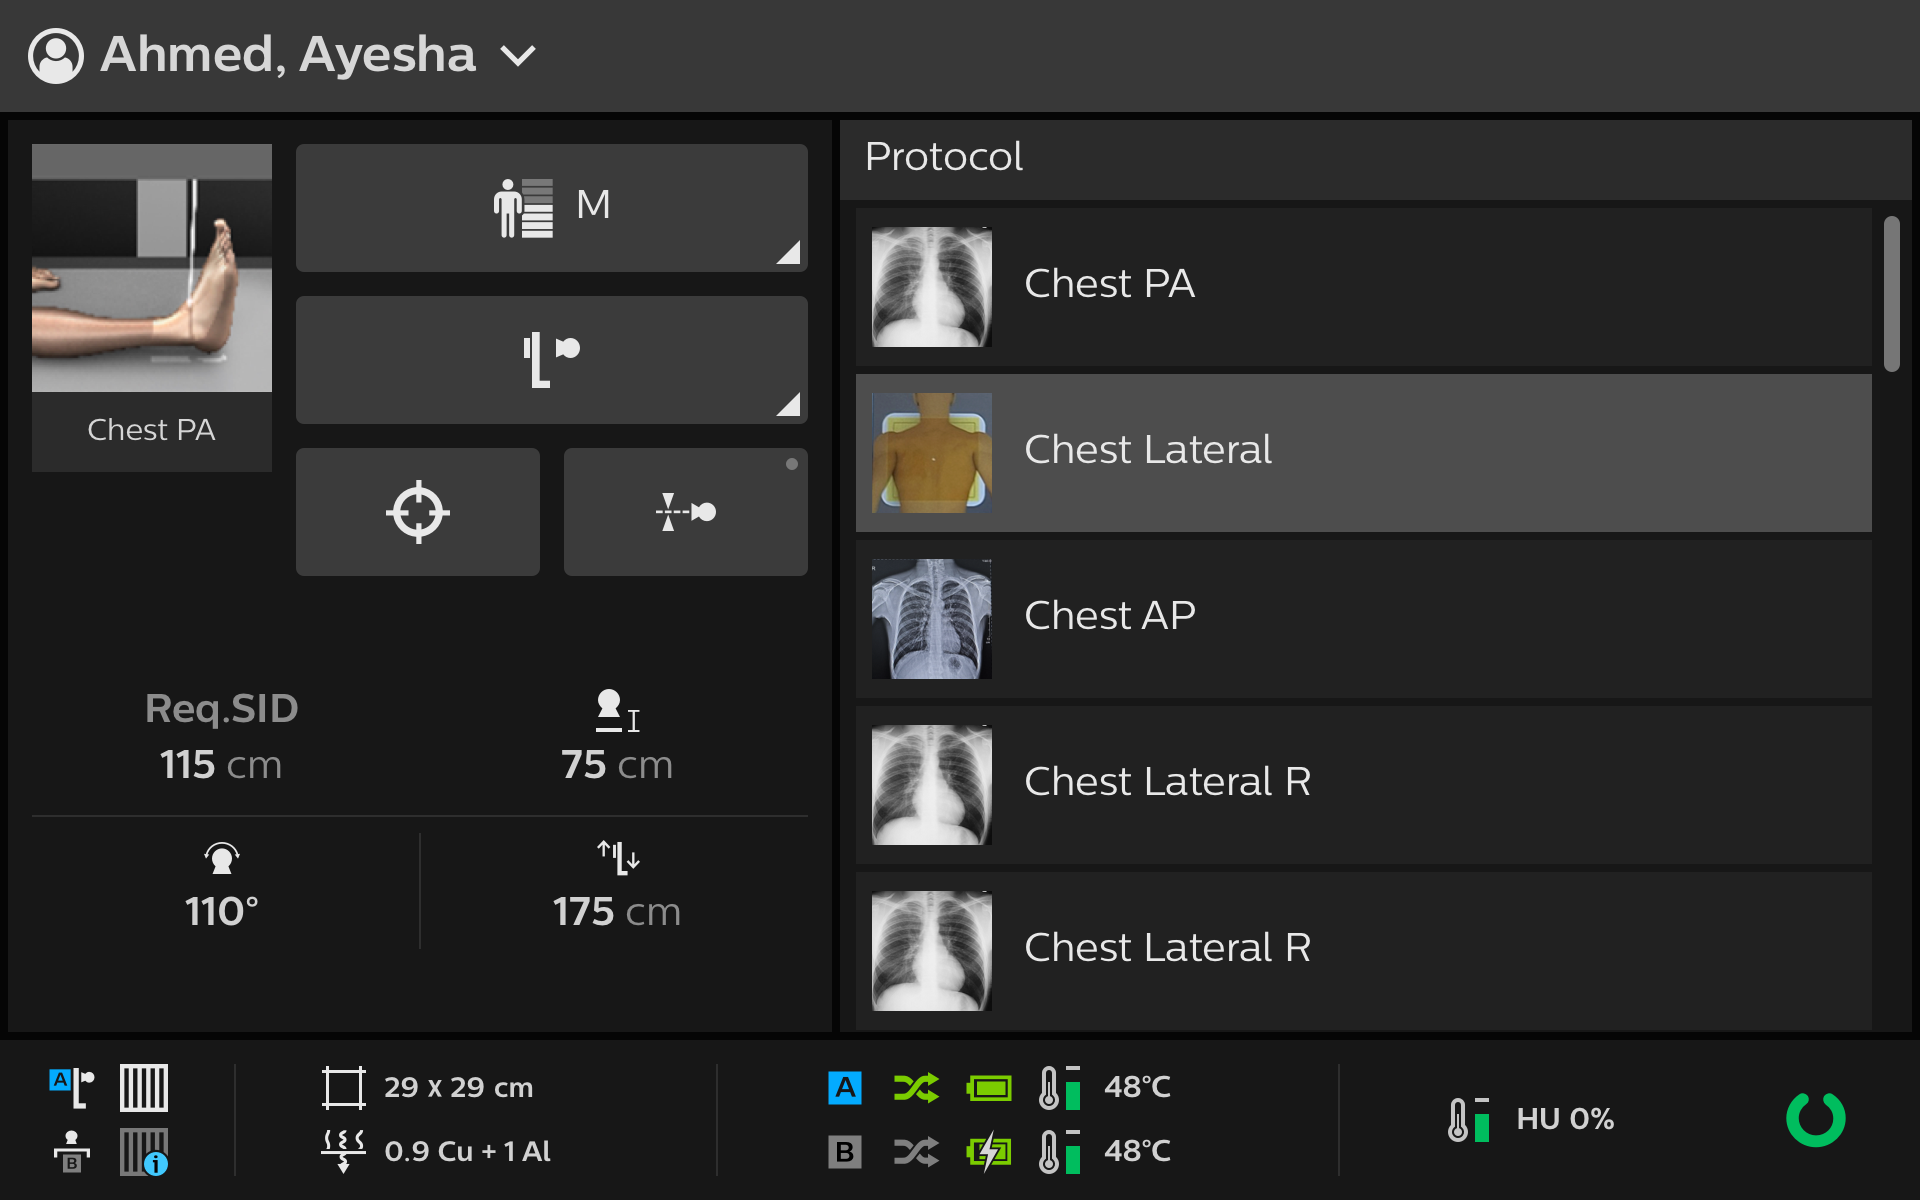 Ahmed, Ayesha
Chest PA
M
Req.SID
115 cm
75 cm
110°
175 cm
Protocol
Chest PA
Chest Lateral
Chest AP
Chest Lateral R
Chest Lateral R
A
B
i
29 x 29 cm
0.9 Cu + 1 Al
A 48°C
B 48°C
HU 0%